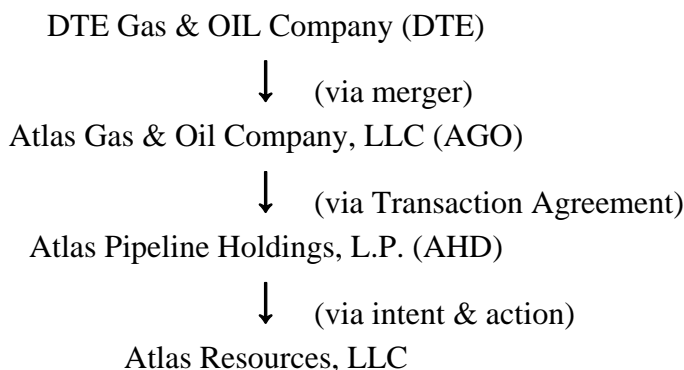 DTE Gas & OIL Company (DTE)
(via merger)
Atlas Gas & Oil Company, LLC (AGO)
(via Transaction Agreement)
Atlas Pipeline Holdings, L.P. (AHD)
(via intent & action)
Atlas Resources, LLC